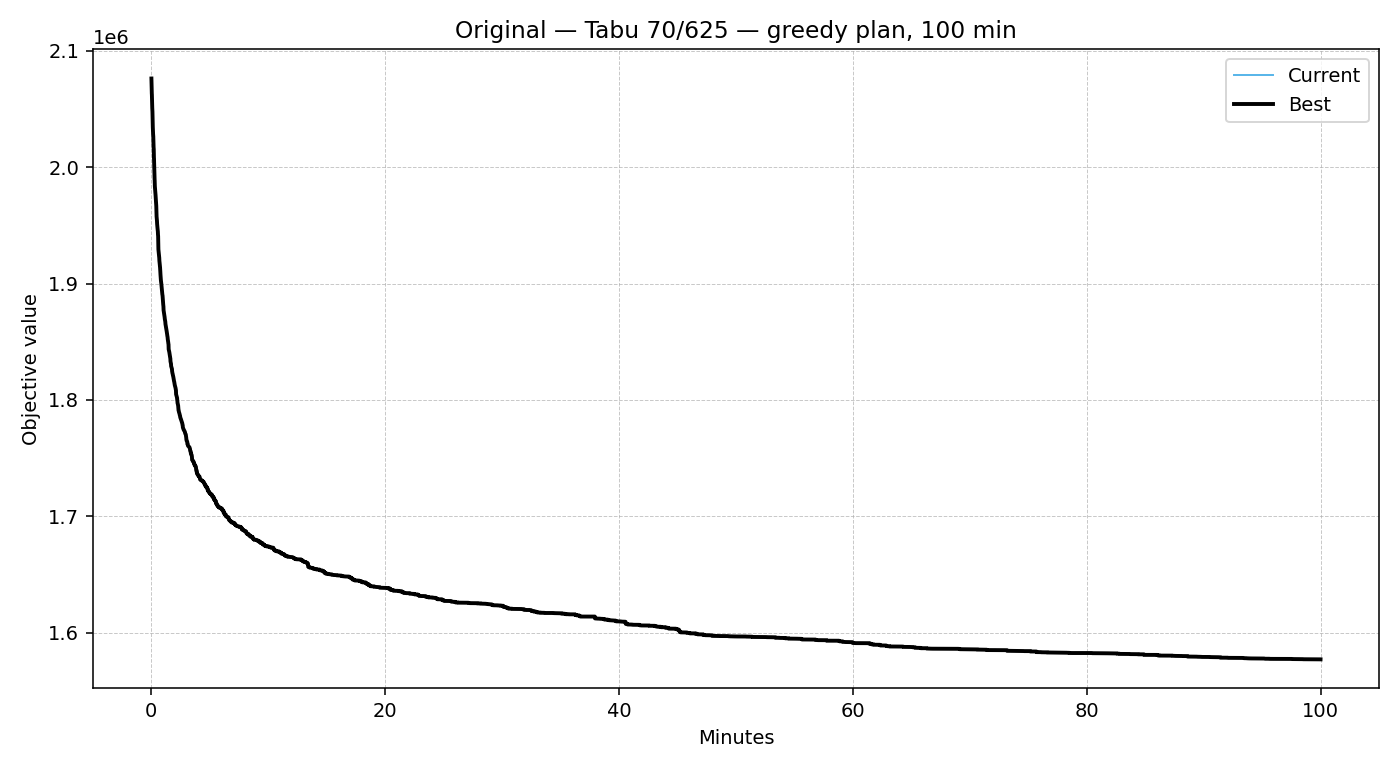 Original — Tabu 70/625 — greedy plan, 100 min
1e6
2.1
2.0
1.9
1.8
1.7
1.6
Objective value
Current
Best
0 20 40 60 80 100
Minutes